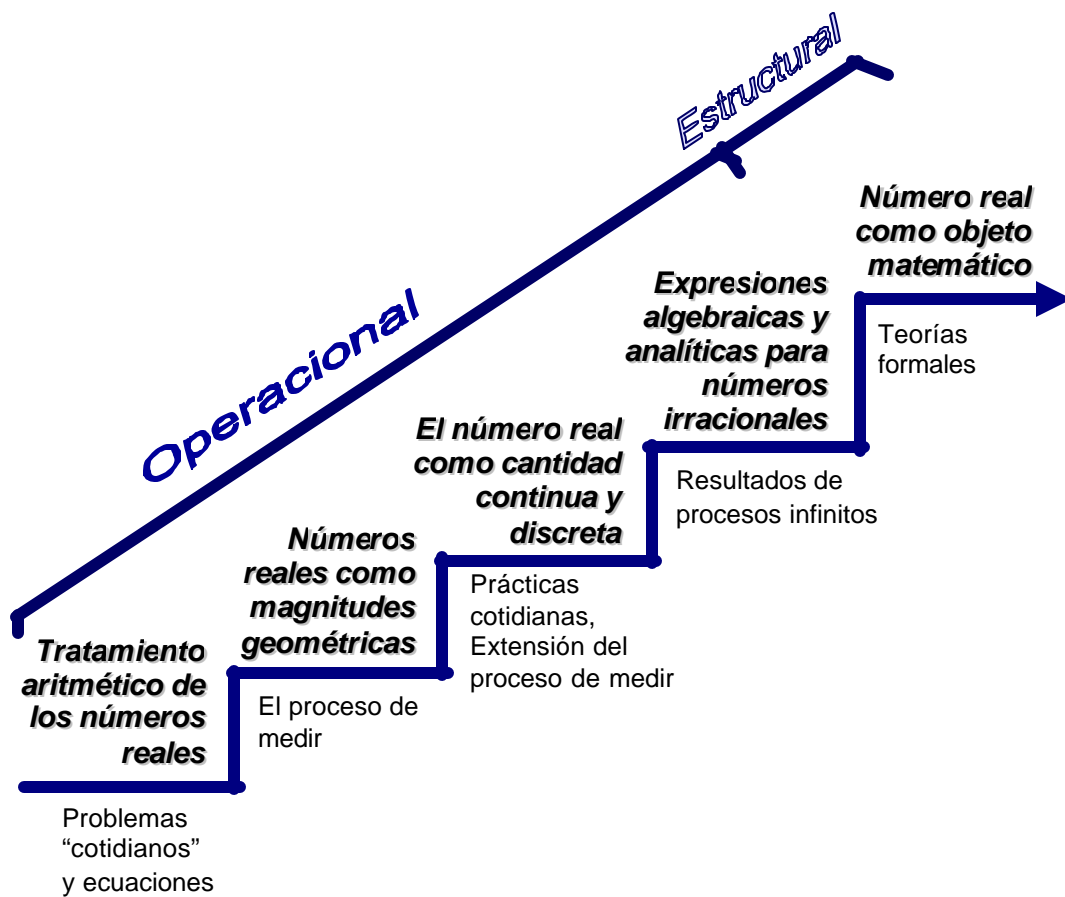 Estructural
Operacional
Número real
como objeto
matemático
Teorías
formales
Expresiones
algebraicas y
analíticas para
números
irracionales
Resultados de
procesos infinitos
El número real
como cantidad
continua y
discreta
Prácticas
cotidianas,
Extensión del
proceso de medir
Números
reales como
magnitudes
geométricas
El proceso de
medir
Tratamiento
aritmético de
los números
reales
Problemas
“cotidianos”
y ecuaciones